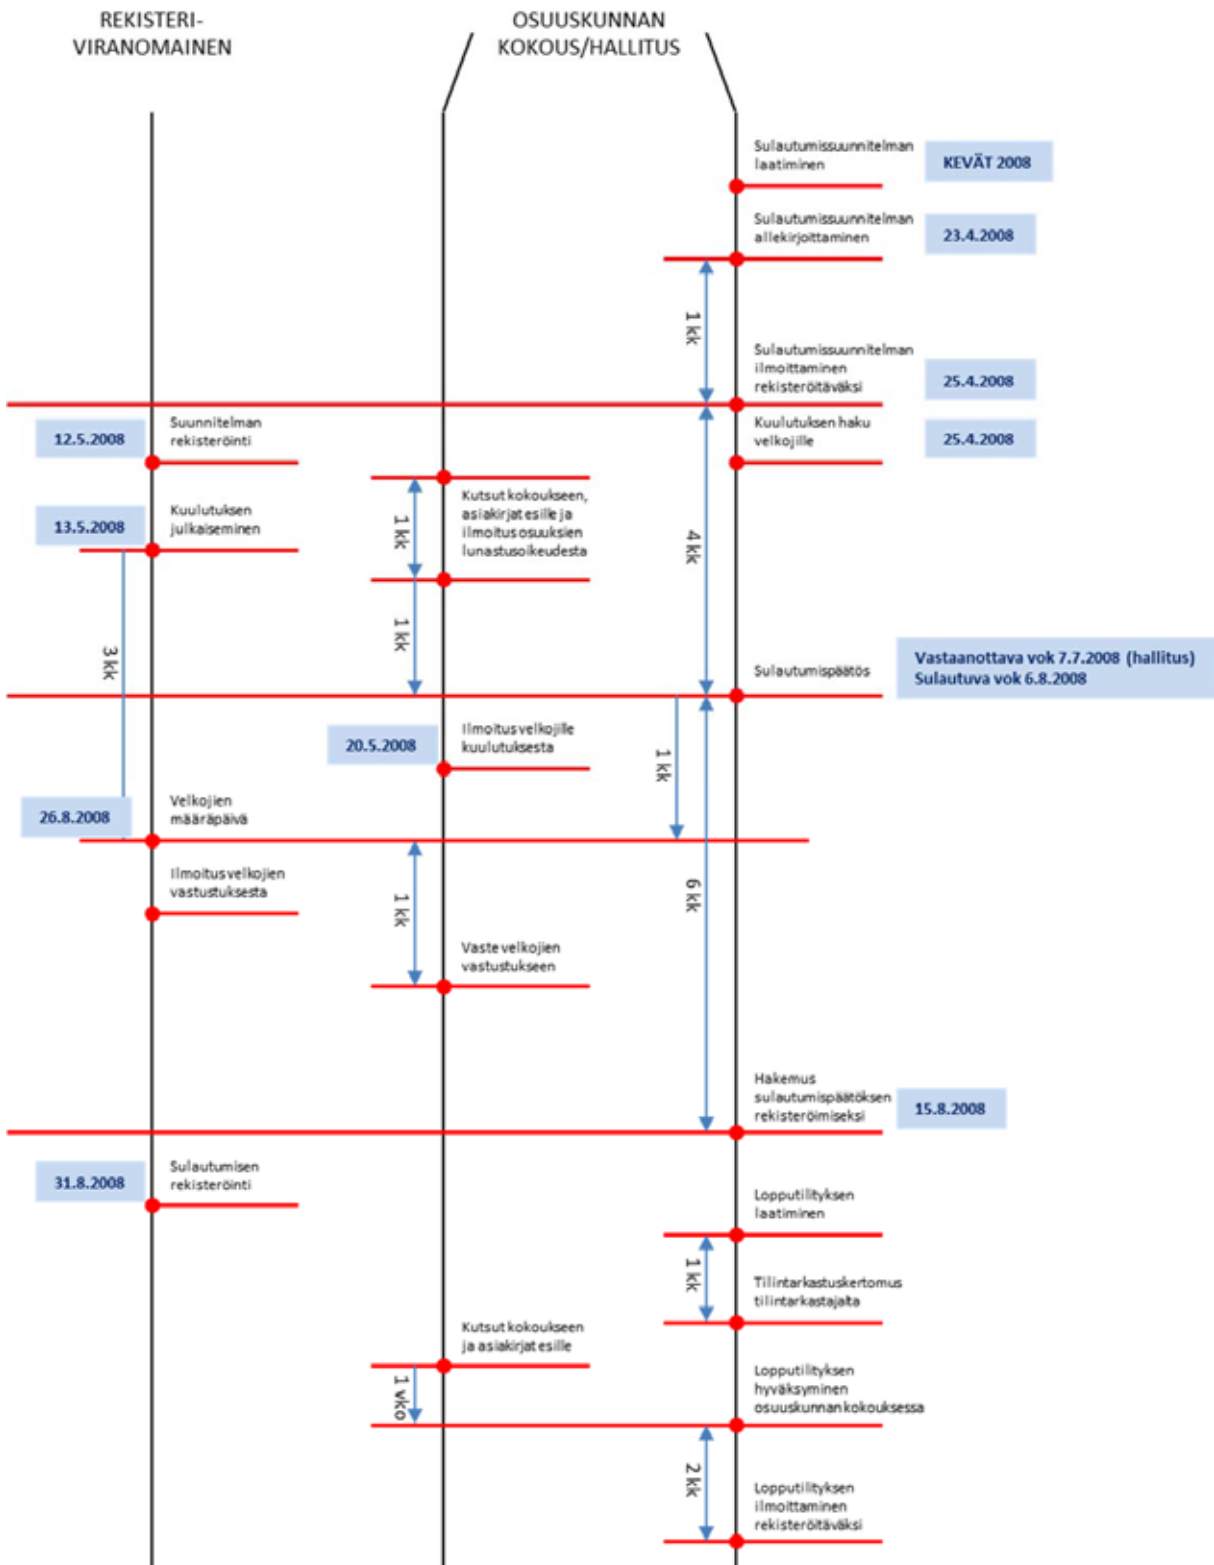 REKISTERI-
VIRANOMAINEN
OSUUSKUNNAN
KOKOUS/HALLITUS
Sulautumissuunnitelman
laatiminen
KEVÄT 2008
Sulautumissuunnitelman
allekirjoittaminen
23.4.2008
1 kk
Sulautumissuunnitelman
ilmoittaminen
rekisteröitäväksi
25.4.2008
12.5.2008
Suunnitelman
rekisteröinti
Kuulutuksen haku
velkojille
25.4.2008
13.5.2008
Kuulutuksen
julkaiseminen
1 kk
Kutsut kokoukseen,
asiakirjat esille ja
ilmoitus osuuksien
lunastusoikeudesta
4 kk
1 kk
3 kk
Sulautumispäätös
Vastaanottava vok 7.7.2008 (hallitus)
Sulautuva vok 6.8.2008
20.5.2008
Ilmoitus velkojille
kuulutuksesta
1 kk
26.8.2008
Velkojien
määräpäivä
Ilmoitus velkojien
vastustuksesta
1 kk
6 kk
Vaste velkojien
vastustukseen
Hakemus
sulautumispäätöksen
rekisteröimiseksi
15.8.2008
31.8.2008
Sulautumisen
rekisteröinti
Lopputilityksen
laatiminen
1 kk
Tilintarkastuskertomus
tilintarkastajalta
Kutsut kokoukseen
ja asiakirjat esille
1 vko
Lopputilityksen
hyväksyminen
osuuskunnan kokouksessa
2 kk
Lopputilityksen
ilmoittaminen
rekisteröitäväksi